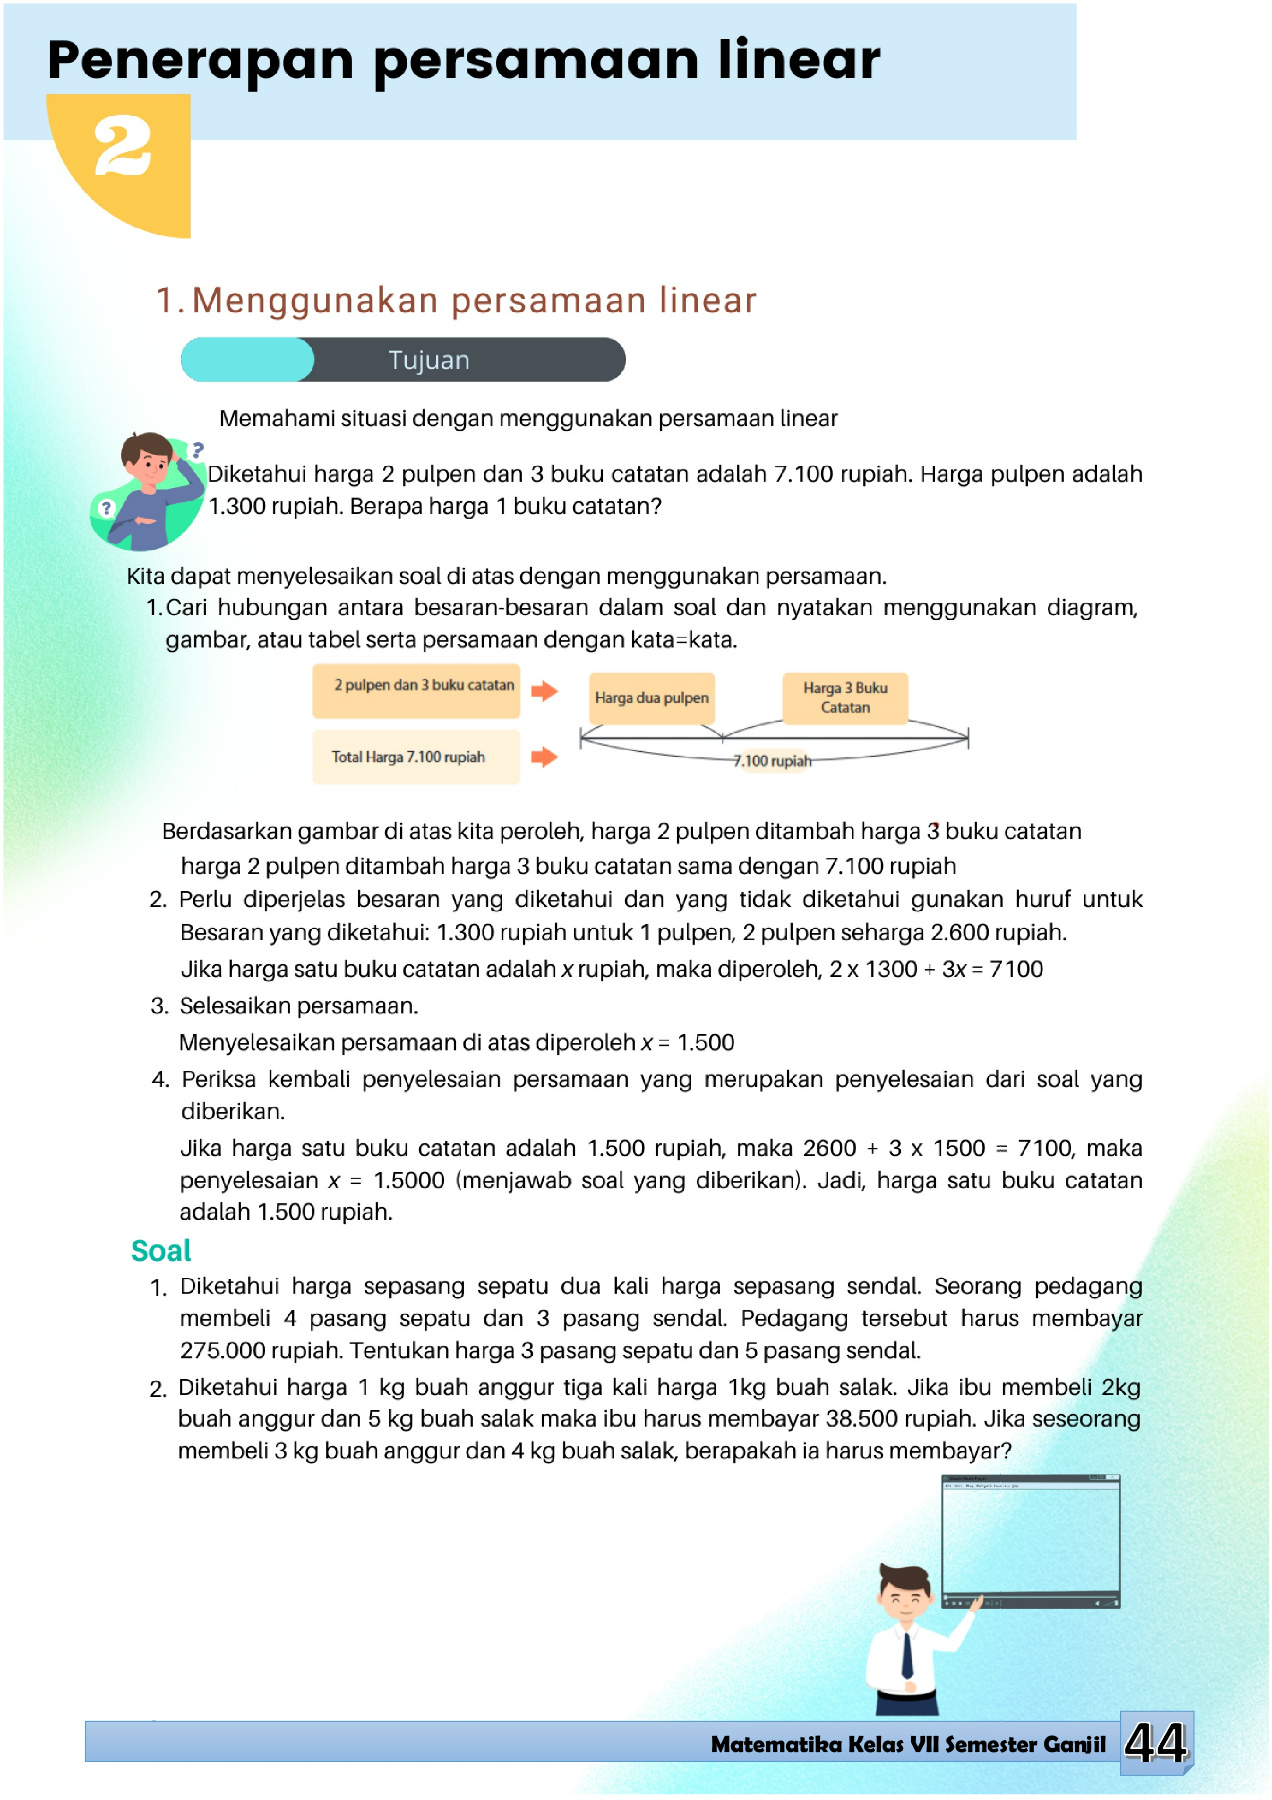 Penerapan persamaan linear
2
1. Menggunakan persamaan linear
Tujuan
Memahami situasi dengan menggunakan persamaan linear
?
?
Diketahui harga 2 pulpen dan 3 buku catatan adalah 7.100 rupiah. Harga pulpen adalah
1.300 rupiah. Berapa harga 1 buku catatan?
Kita dapat menyelesaikan soal di atas dengan menggunakan persamaan.
1. Cari hubungan antara besaran-besaran dalam soal dan nyatakan menggunakan diagram,
gambar, atau tabel serta persamaan dengan kata=kata.
2 pulpen dan 3 buku catatan
Harga dua pulpen
Harga 3 Buku
Catatan
Total Harga 7.100 rupiah
7.100 rupiah
Berdasarkan gambar di atas kita peroleh, harga 2 pulpen ditambah harga 3 buku catatan
harga 2 pulpen ditambah harga 3 buku catatan sama dengan 7.100 rupiah
2. Perlu diperjelas besaran yang diketahui dan yang tidak diketahui gunakan huruf untuk
Besaran yang diketahui: 1.300 rupiah untuk 1 pulpen, 2 pulpen seharga 2.600 rupiah.
Jika harga satu buku catatan adalah x rupiah, maka diperoleh, 2 x 1300 + 3x = 7100
3. Selesaikan persamaan.
Menyelesaikan persamaan di atas diperoleh x = 1.500
4. Periksa kembali penyelesaian persamaan yang merupakan penyelesaian dari soal yang
diberikan.
Jika harga satu buku catatan adalah 1.500 rupiah, maka 2600 + 3 x 1500 = 7100, maka
penyelesaian x = 1.5000 (menjawab soal yang diberikan). Jadi, harga satu buku catatan
adalah 1.500 rupiah.
Soal
1. Diketahui harga sepasang sepatu dua kali harga sepasang sendal. Seorang pedagang
membeli 4 pasang sepatu dan 3 pasang sendal. Pedagang tersebut harus membayar
275.000 rupiah. Tentukan harga 3 pasang sepatu dan 5 pasang sendal.
2. Diketahui harga 1 kg buah anggur tiga kali harga 1kg buah salak. Jika ibu membeli 2kg
buah anggur dan 5 kg buah salak maka ibu harus membayar 38.500 rupiah. Jika seseorang
membeli 3 kg buah anggur dan 4 kg buah salak, berapakah ia harus membayar?
Matematika Kelas VII Semester Ganjil 44